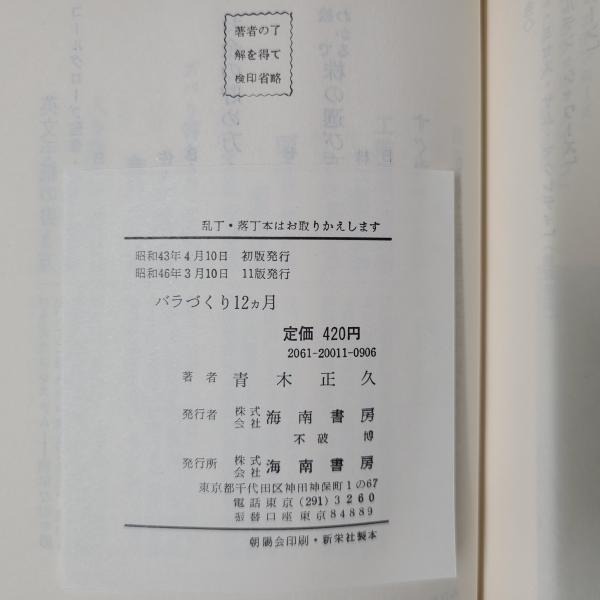 著者の了
解を得て
検印省略
乱丁・落丁本はお取りかえします
昭和43年4月10日 初版発行
昭和46年3月10日 11版発行
バラづくり12ヵ月
定価 420円
2061-20011-0906
著者 青木正久
発行者 株式会社 海南書房
不破博
発行所 株式会社 海南書房
東京都千代田区神田神保町1の67
電話東京(291)3260
振替口座東京84889
朝陽会印刷・新栄社製本